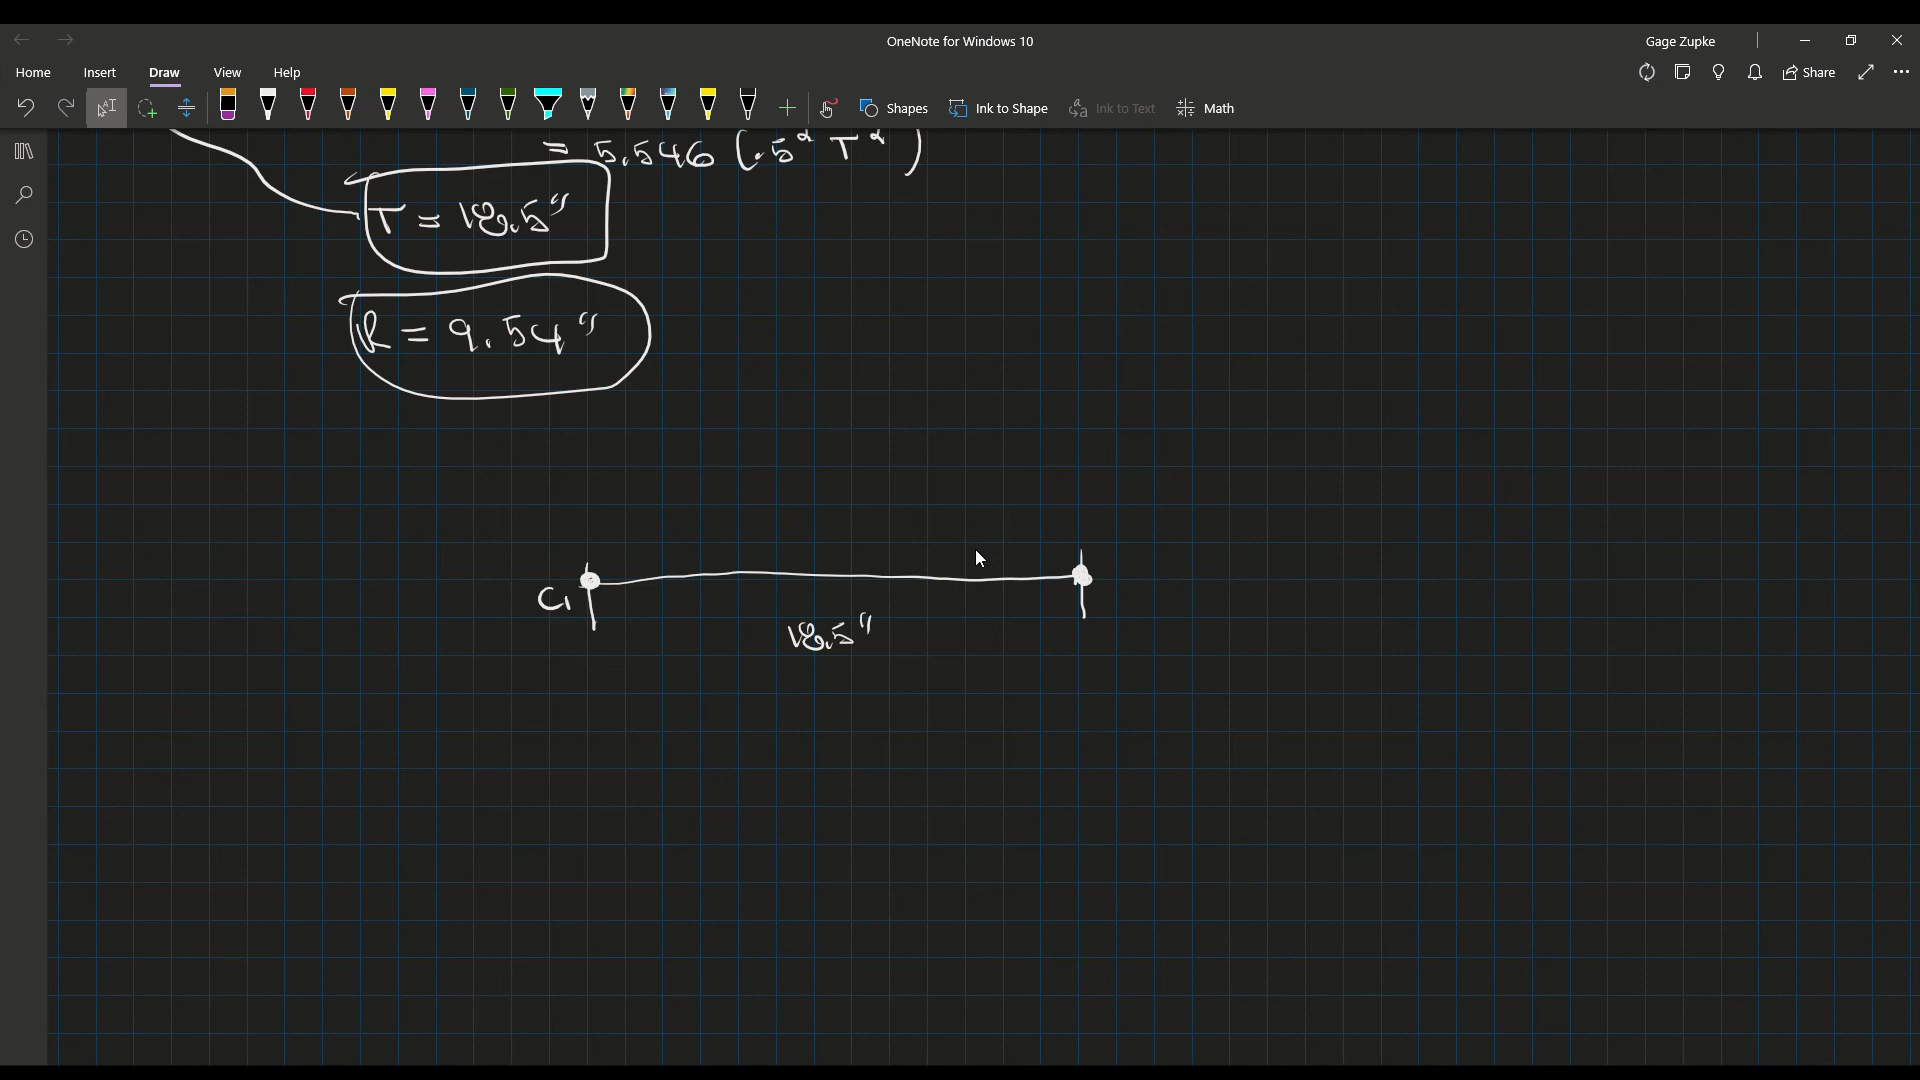 OneNote for Windows 10
Gage Zupke
Home Insert Draw View Help
Share
Shapes Ink to Shape Ink to Text Math
= 5.546 (.5² T²)
T = 18.5"
R = 9.54"
C1
18.5"